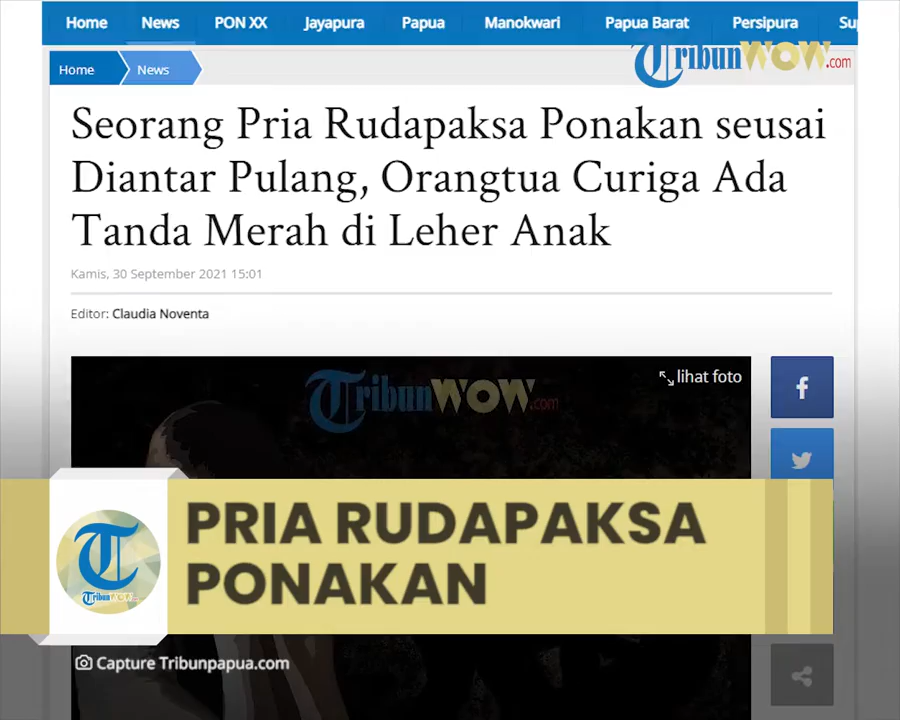 Home News PON XX Jayapura Papua Manokwari Papua Barat Persipura
TribunWOW.com
Home News
Seorang Pria Rudapaksa Ponakan seusai
Diantar Pulang, Orangtua Curiga Ada
Tanda Merah di Leher Anak
Kamis, 30 September 2021 15:01
Editor: Claudia Noventa
lihat foto
TribunWOW.com
PRIA RUDAPAKSA
PONAKAN
TribunWOW
Capture Tribunpapua.com